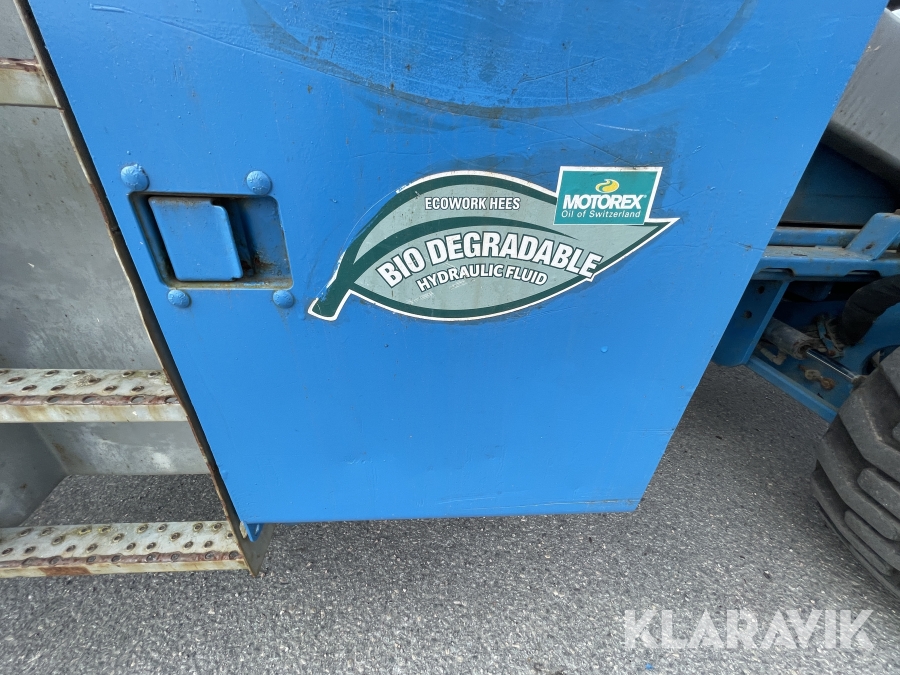 ECOWORK HEES
MOTOREX
Oil of Switzerland
BIO DEGRADABLE
HYDRAULIC FLUID
KLARAVIK